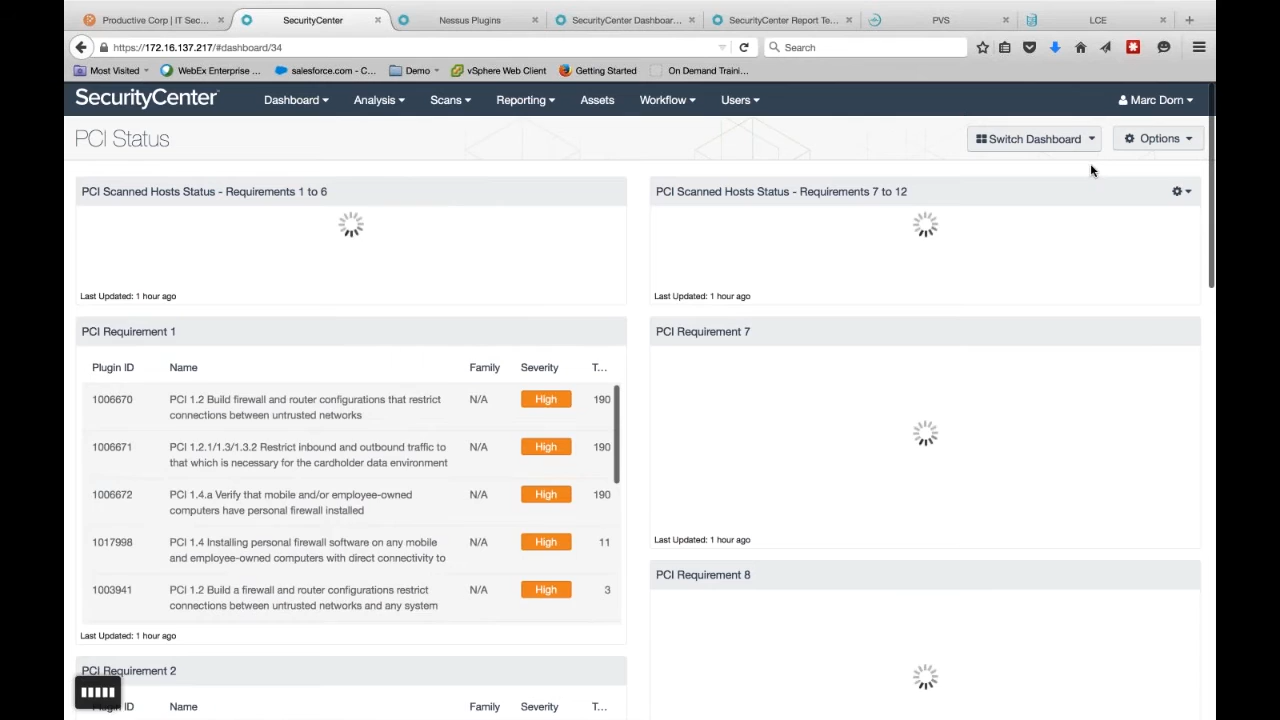 Productive Corp | IT Sec... ×
SecurityCenter ×
Nessus Plugins ×
SecurityCenter Dashboar... ×
SecurityCenter Report Te... ×
PVS ×
LCE ×
+
https://172.16.137.217/#dashboard/34
Search
Most Visited
WebEx Enterprise ...
salesforce.com - C...
Demo
vSphere Web Client
Getting Started
On Demand Traini...
SecurityCenter
Dashboard
Analysis
Scans
Reporting
Assets
Workflow
Users
Marc Dorn
PCI Status
Switch Dashboard
Options
PCI Scanned Hosts Status - Requirements 1 to 6
Last Updated: 1 hour ago
PCI Scanned Hosts Status - Requirements 7 to 12
Last Updated: 1 hour ago
PCI Requirement 1
Plugin ID Name Family Severity T...
1006670 PCI 1.2 Build firewall and router configurations that restrict N/A High 190
connections between untrusted networks
1006671 PCI 1.2.1/1.3/1.3.2 Restrict inbound and outbound traffic to N/A High 190
that which is necessary for the cardholder data environment
1006672 PCI 1.4.a Verify that mobile and/or employee-owned N/A High 190
computers have personal firewall installed
1017998 PCI 1.4 Installing personal firewall software on any mobile N/A High 11
and employee-owned computers with direct connectivity to
1003941 PCI 1.2 Build a firewall and router configurations restrict N/A High 3
connections between untrusted networks and any system
Last Updated: 1 hour ago
PCI Requirement 7
Last Updated: 1 hour ago
PCI Requirement 8
PCI Requirement 2
Plugin ID Name Family Severity T...